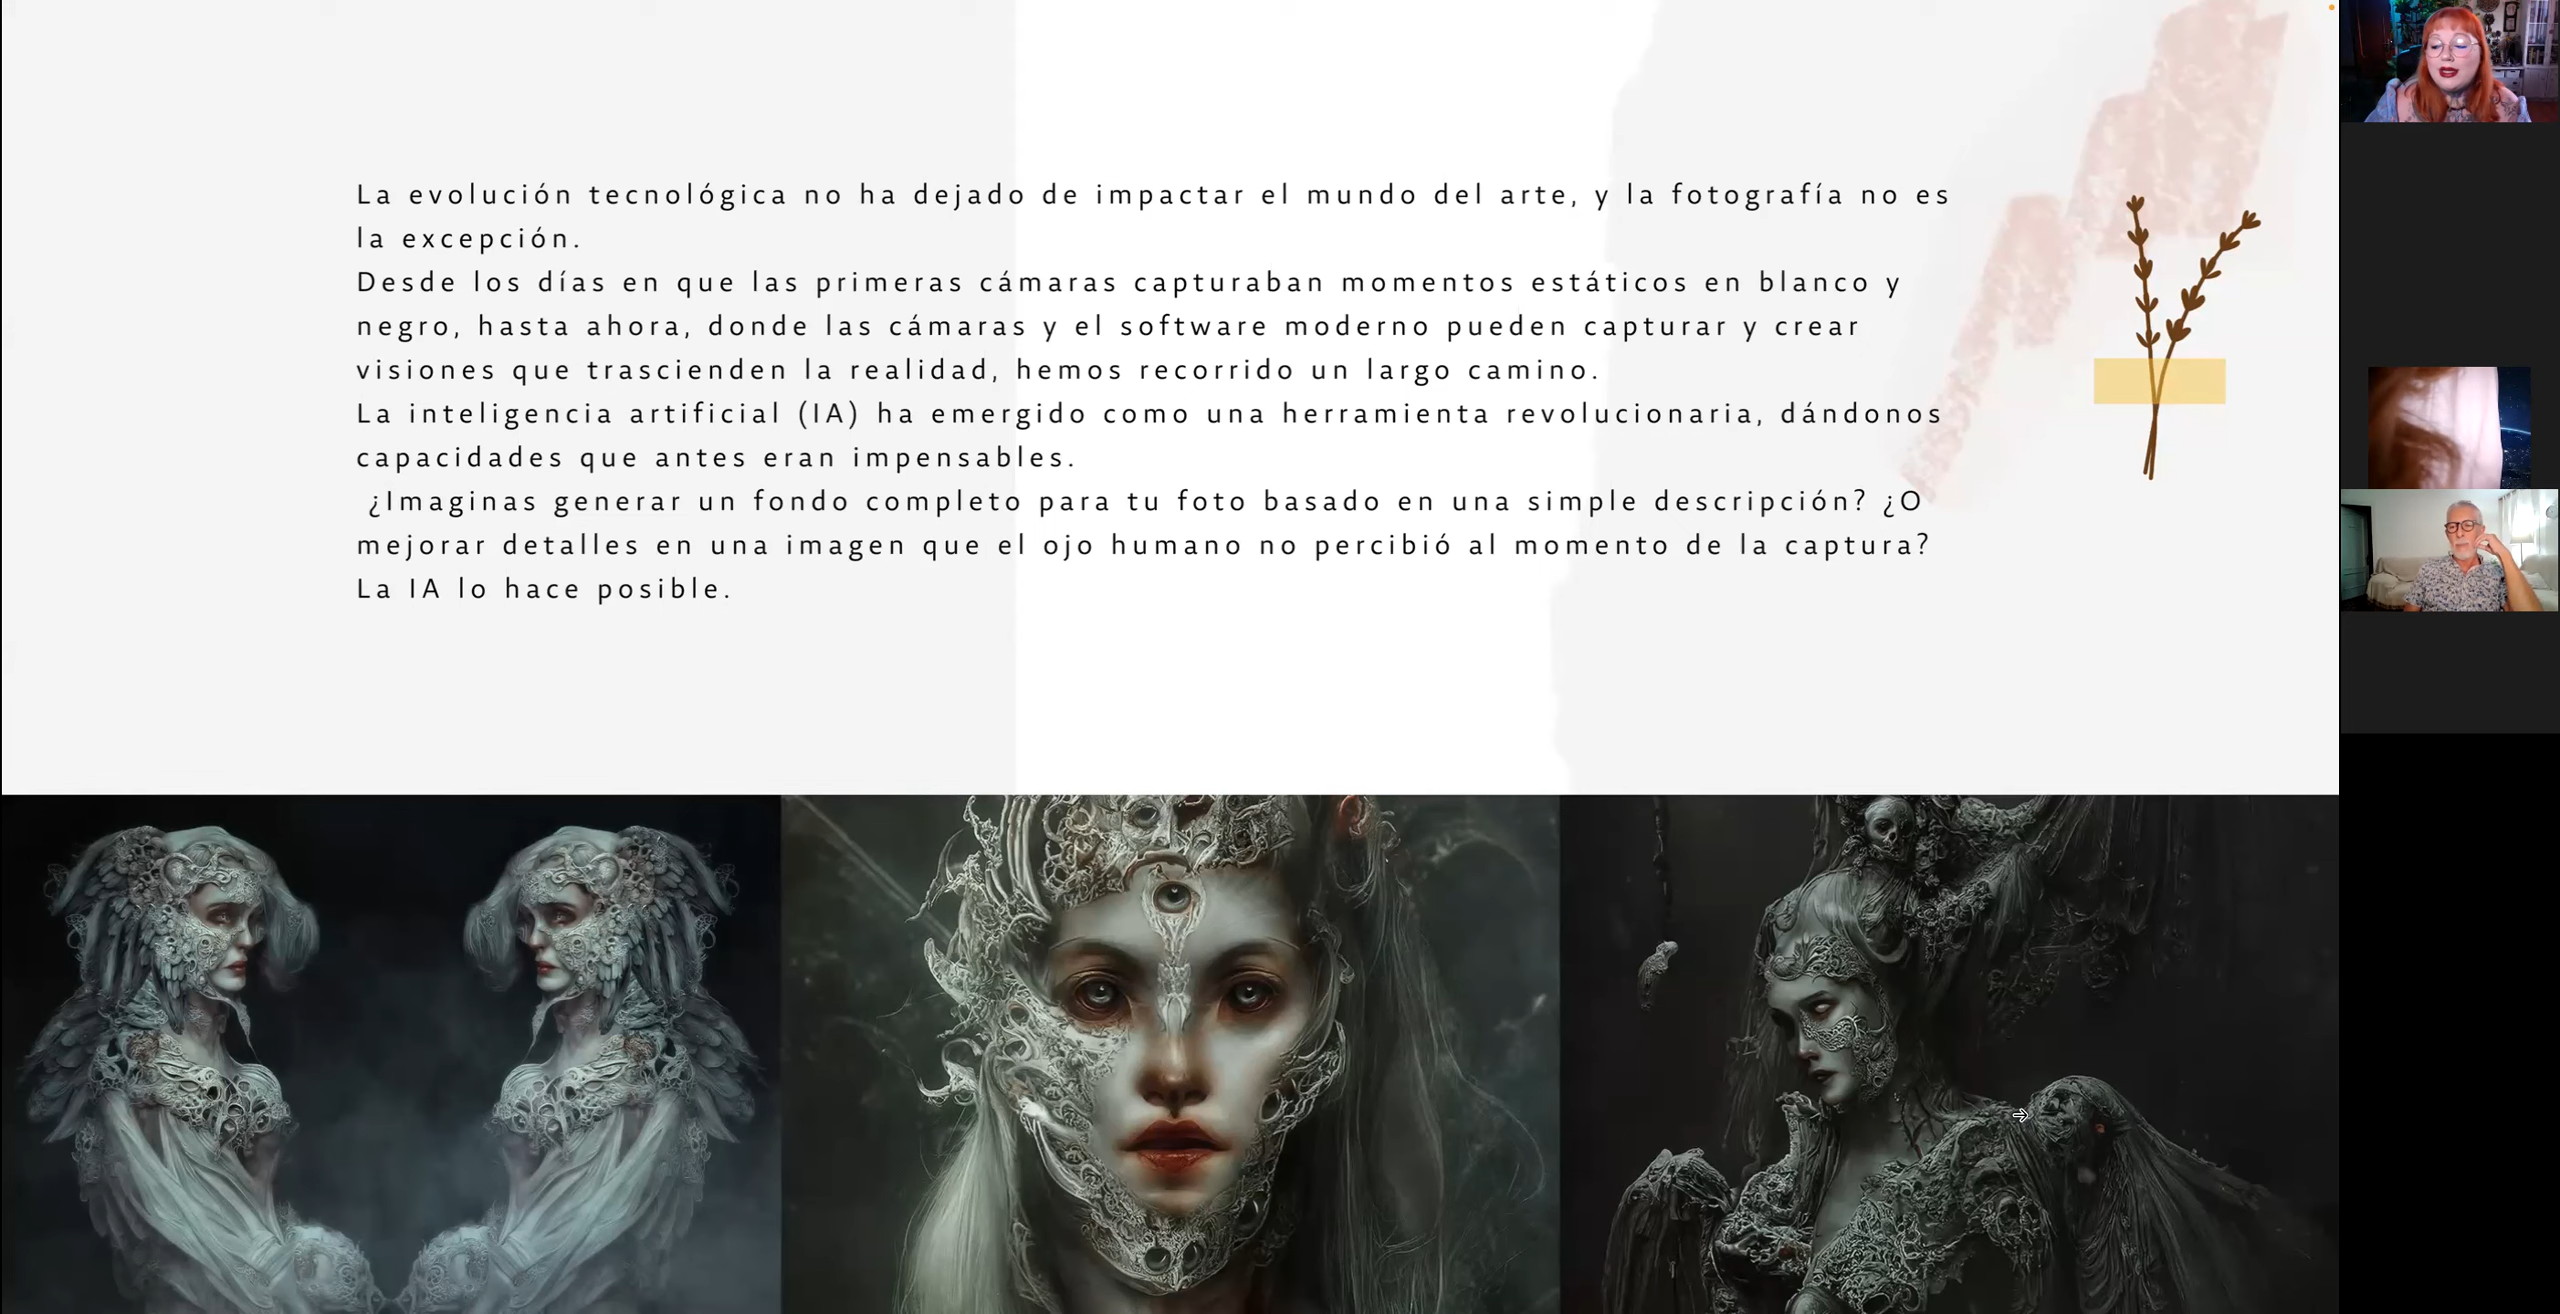 La evolución tecnológica no ha dejado de impactar el mundo del arte, y la fotografía no es
la excepción.
Desde los días en que las primeras cámaras capturaban momentos estáticos en blanco y
negro, hasta ahora, donde las cámaras y el software moderno pueden capturar y crear
visiones que trascienden la realidad, hemos recorrido un largo camino.
La inteligencia artificial (IA) ha emergido como una herramienta revolucionaria, dándonos
capacidades que antes eran impensables.
¿Imaginas generar un fondo completo para tu foto basado en una simple descripción? ¿O
mejorar detalles en una imagen que el ojo humano no percibió al momento de la captura?
La IA lo hace posible.